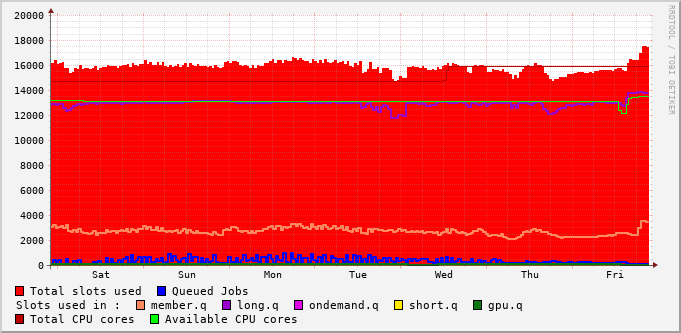 RRDTOOL / TOBI OETIKER
20000
18000
16000
14000
12000
10000
8000
6000
4000
2000
0
Sat Sun Mon Tue Wed Thu Fri
Total slots used Queued Jobs
Slots used in : member.q long.q ondemand.q short.q gpu.q
Total CPU cores Available CPU cores